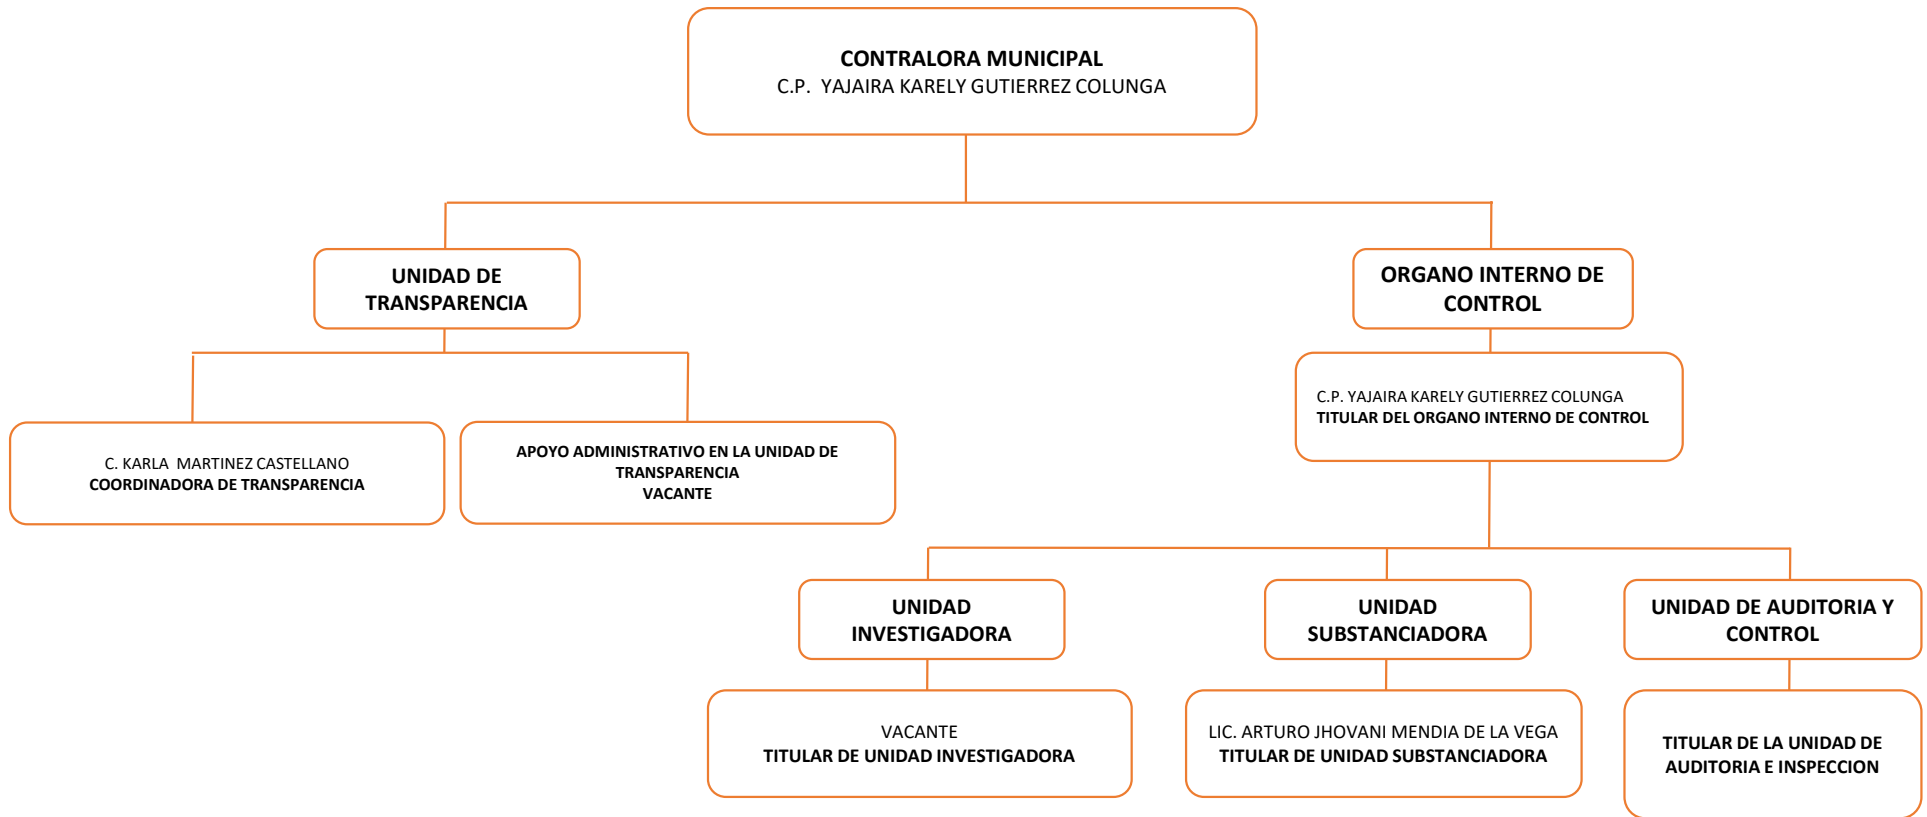 CONTRALORA MUNICIPAL
C.P. YAJAIRA KARELY GUTIERREZ COLUNGA
UNIDAD DE
TRANSPARENCIA
ORGANO INTERNO DE
CONTROL
C.P. YAJAIRA KARELY GUTIERREZ COLUNGA
TITULAR DEL ORGANO INTERNO DE CONTROL
C. KARLA MARTINEZ CASTELLANO
COORDINADORA DE TRANSPARENCIA
APOYO ADMINISTRATIVO EN LA UNIDAD DE
TRANSPARENCIA
VACANTE
UNIDAD
INVESTIGADORA
UNIDAD
SUBSTANCIADORA
UNIDAD DE AUDITORIA Y
CONTROL
VACANTE
TITULAR DE UNIDAD INVESTIGADORA
LIC. ARTURO JHOVANI MENDIA DE LA VEGA
TITULAR DE UNIDAD SUBSTANCIADORA
TITULAR DE LA UNIDAD DE
AUDITORIA E INSPECCION